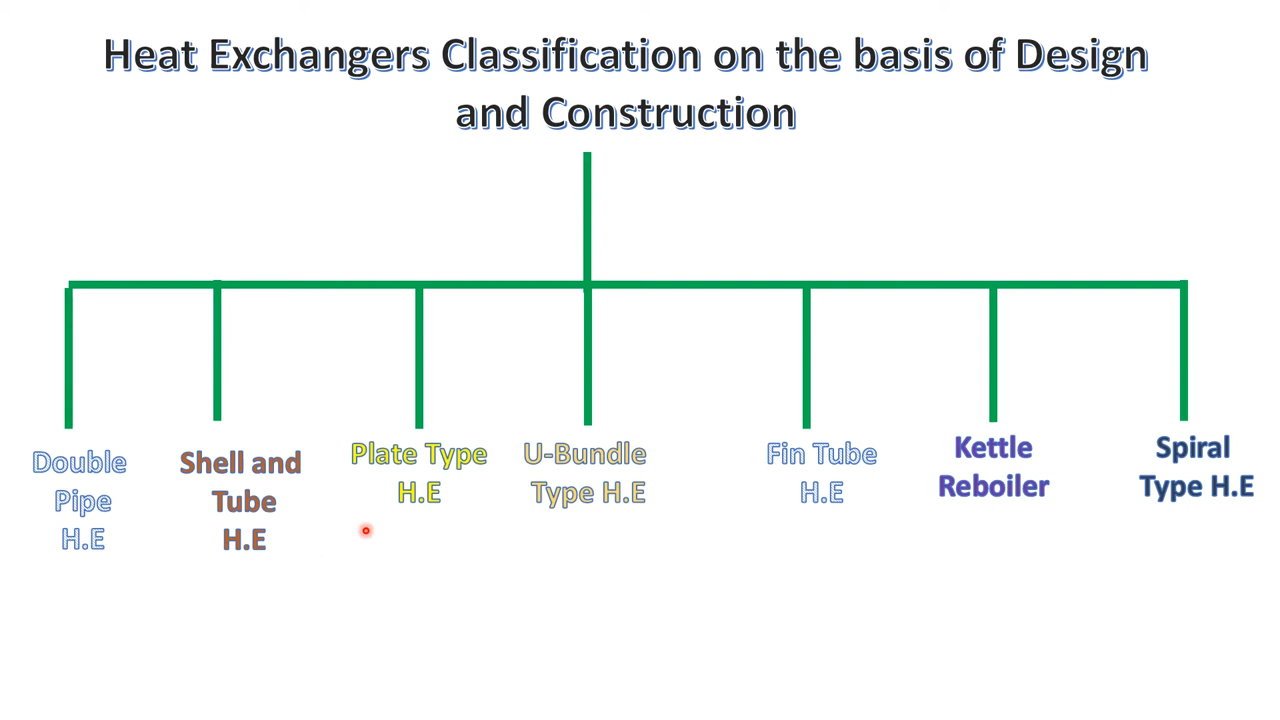 Heat Exchangers Classification on the basis of Design
and Construction
Double
Pipe
H.E
Shell and
Tube
H.E
Plate Type
H.E
U-Bundle
Type H.E
Fin Tube
H.E
Kettle
Reboiler
Spiral
Type H.E